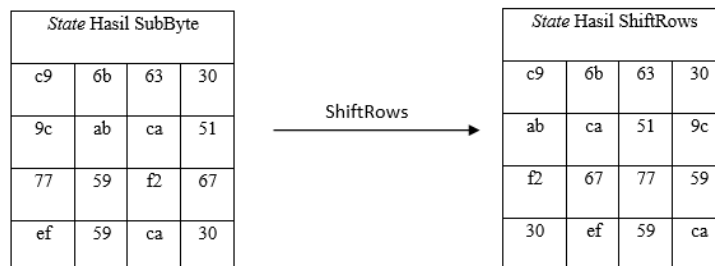 State Hasil SubByte
c9 6b 63 30
9c ab ca 51
77 59 f2 67
ef 59 ca 30
ShiftRows
State Hasil ShiftRows
c9 6b 63 30
ab ca 51 9c
f2 67 77 59
30 ef 59 ca